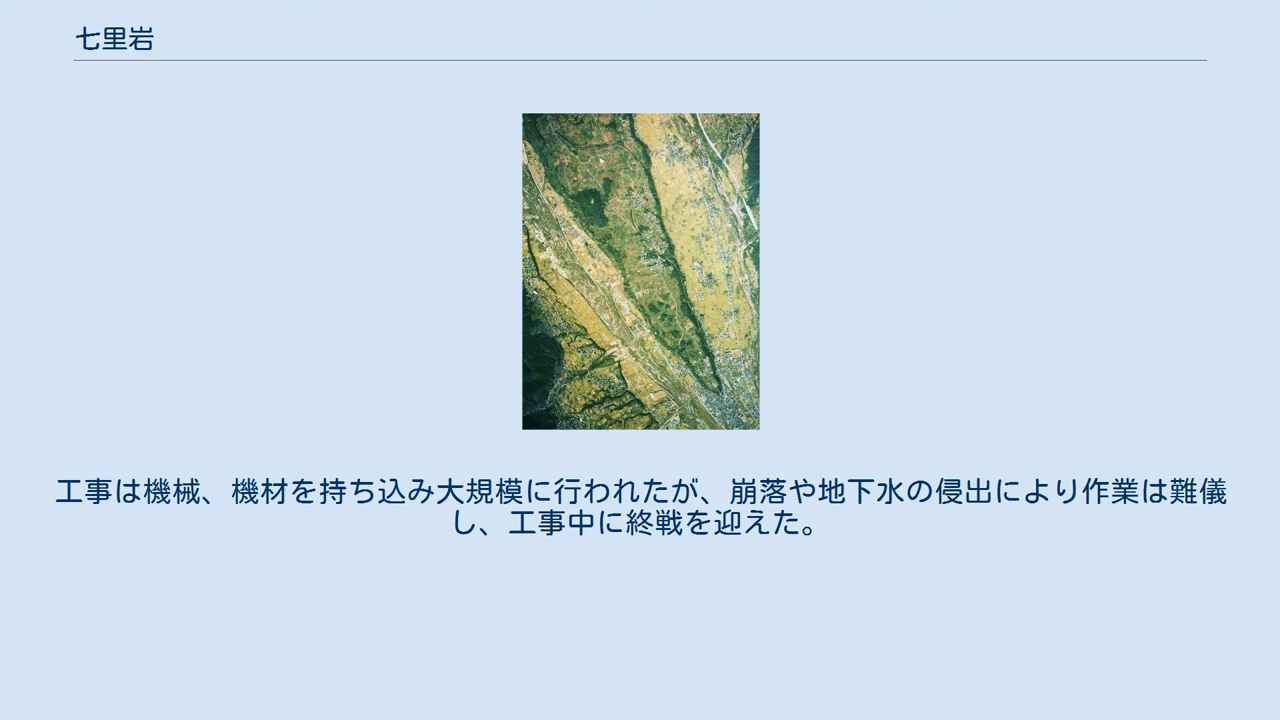 七里岩
工事は機械、機材を持ち込み大規模に行われたが、崩落や地下水の侵出により作業は難儀
し、工事中に終戦を迎えた。